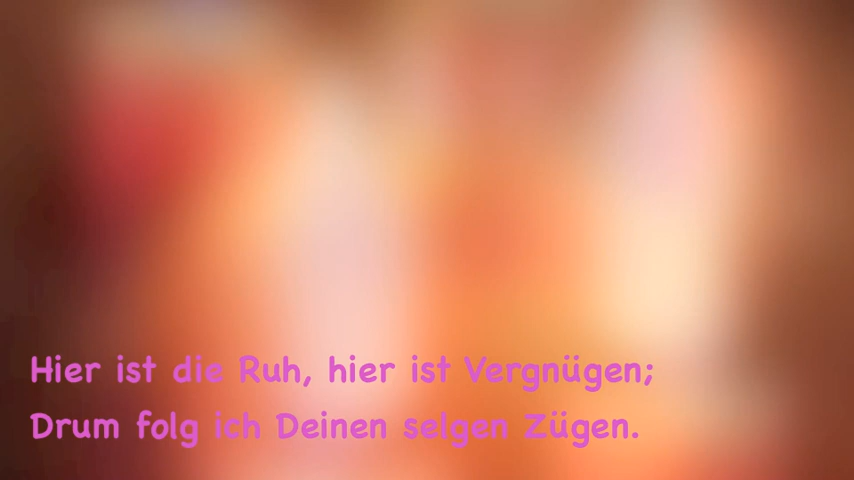 Hier ist die Ruh, hier ist Vergnügen;
Drum folg ich Deinen selgen Zügen.